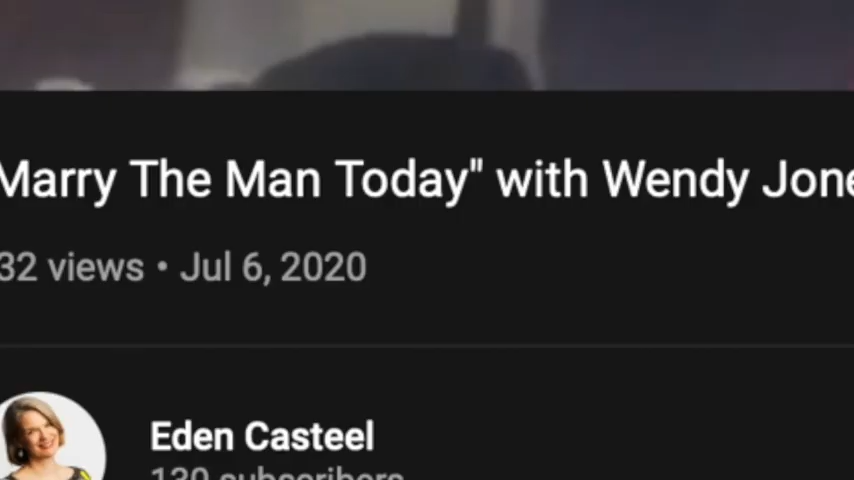 Marry The Man Today" with Wendy Jone
32 views • Jul 6, 2020
Eden Casteel
130 subscribers